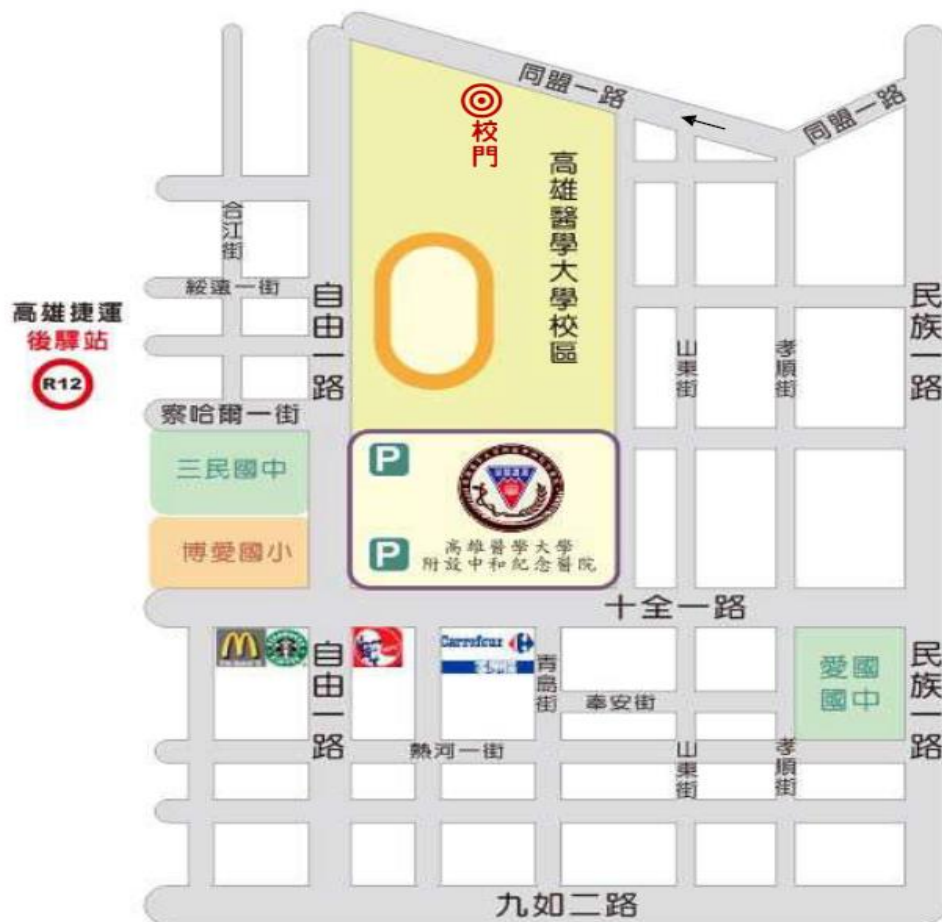 同盟一路
同盟一路
校門
高雄醫學大學校區
合江街
綏遠一街
自由一路
民族一路
高雄捷運
後驛站
R12
山東街
孝順街
察哈爾一街
三民國中
P
博愛國小
P
高雄醫學大學
附設中和紀念醫院
十全一路
M
自由一路
Carrefour
家樂福
青島街
愛國
國中
民族一路
奉安街
熱河一街
山東街
孝順街
九如二路